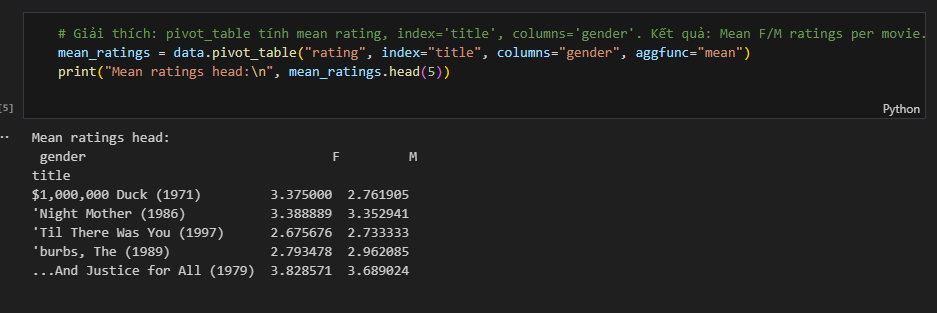 # Giải thích: pivot_table tính mean rating, index='title', columns='gender'. Kết quả: Mean F/M ratings per movie.
mean_ratings = data.pivot_table("rating", index="title", columns="gender", aggfunc="mean")
print("Mean ratings head:\n", mean_ratings.head(5))
[5]
Python
··
Mean ratings head:
gender F M
title
$1,000,000 Duck (1971) 3.375000 2.761905
'Night Mother (1986) 3.388889 3.352941
'Til There Was You (1997) 2.675676 2.733333
'burbs, The (1989) 2.793478 2.962085
...And Justice for All (1979) 3.828571 3.689024